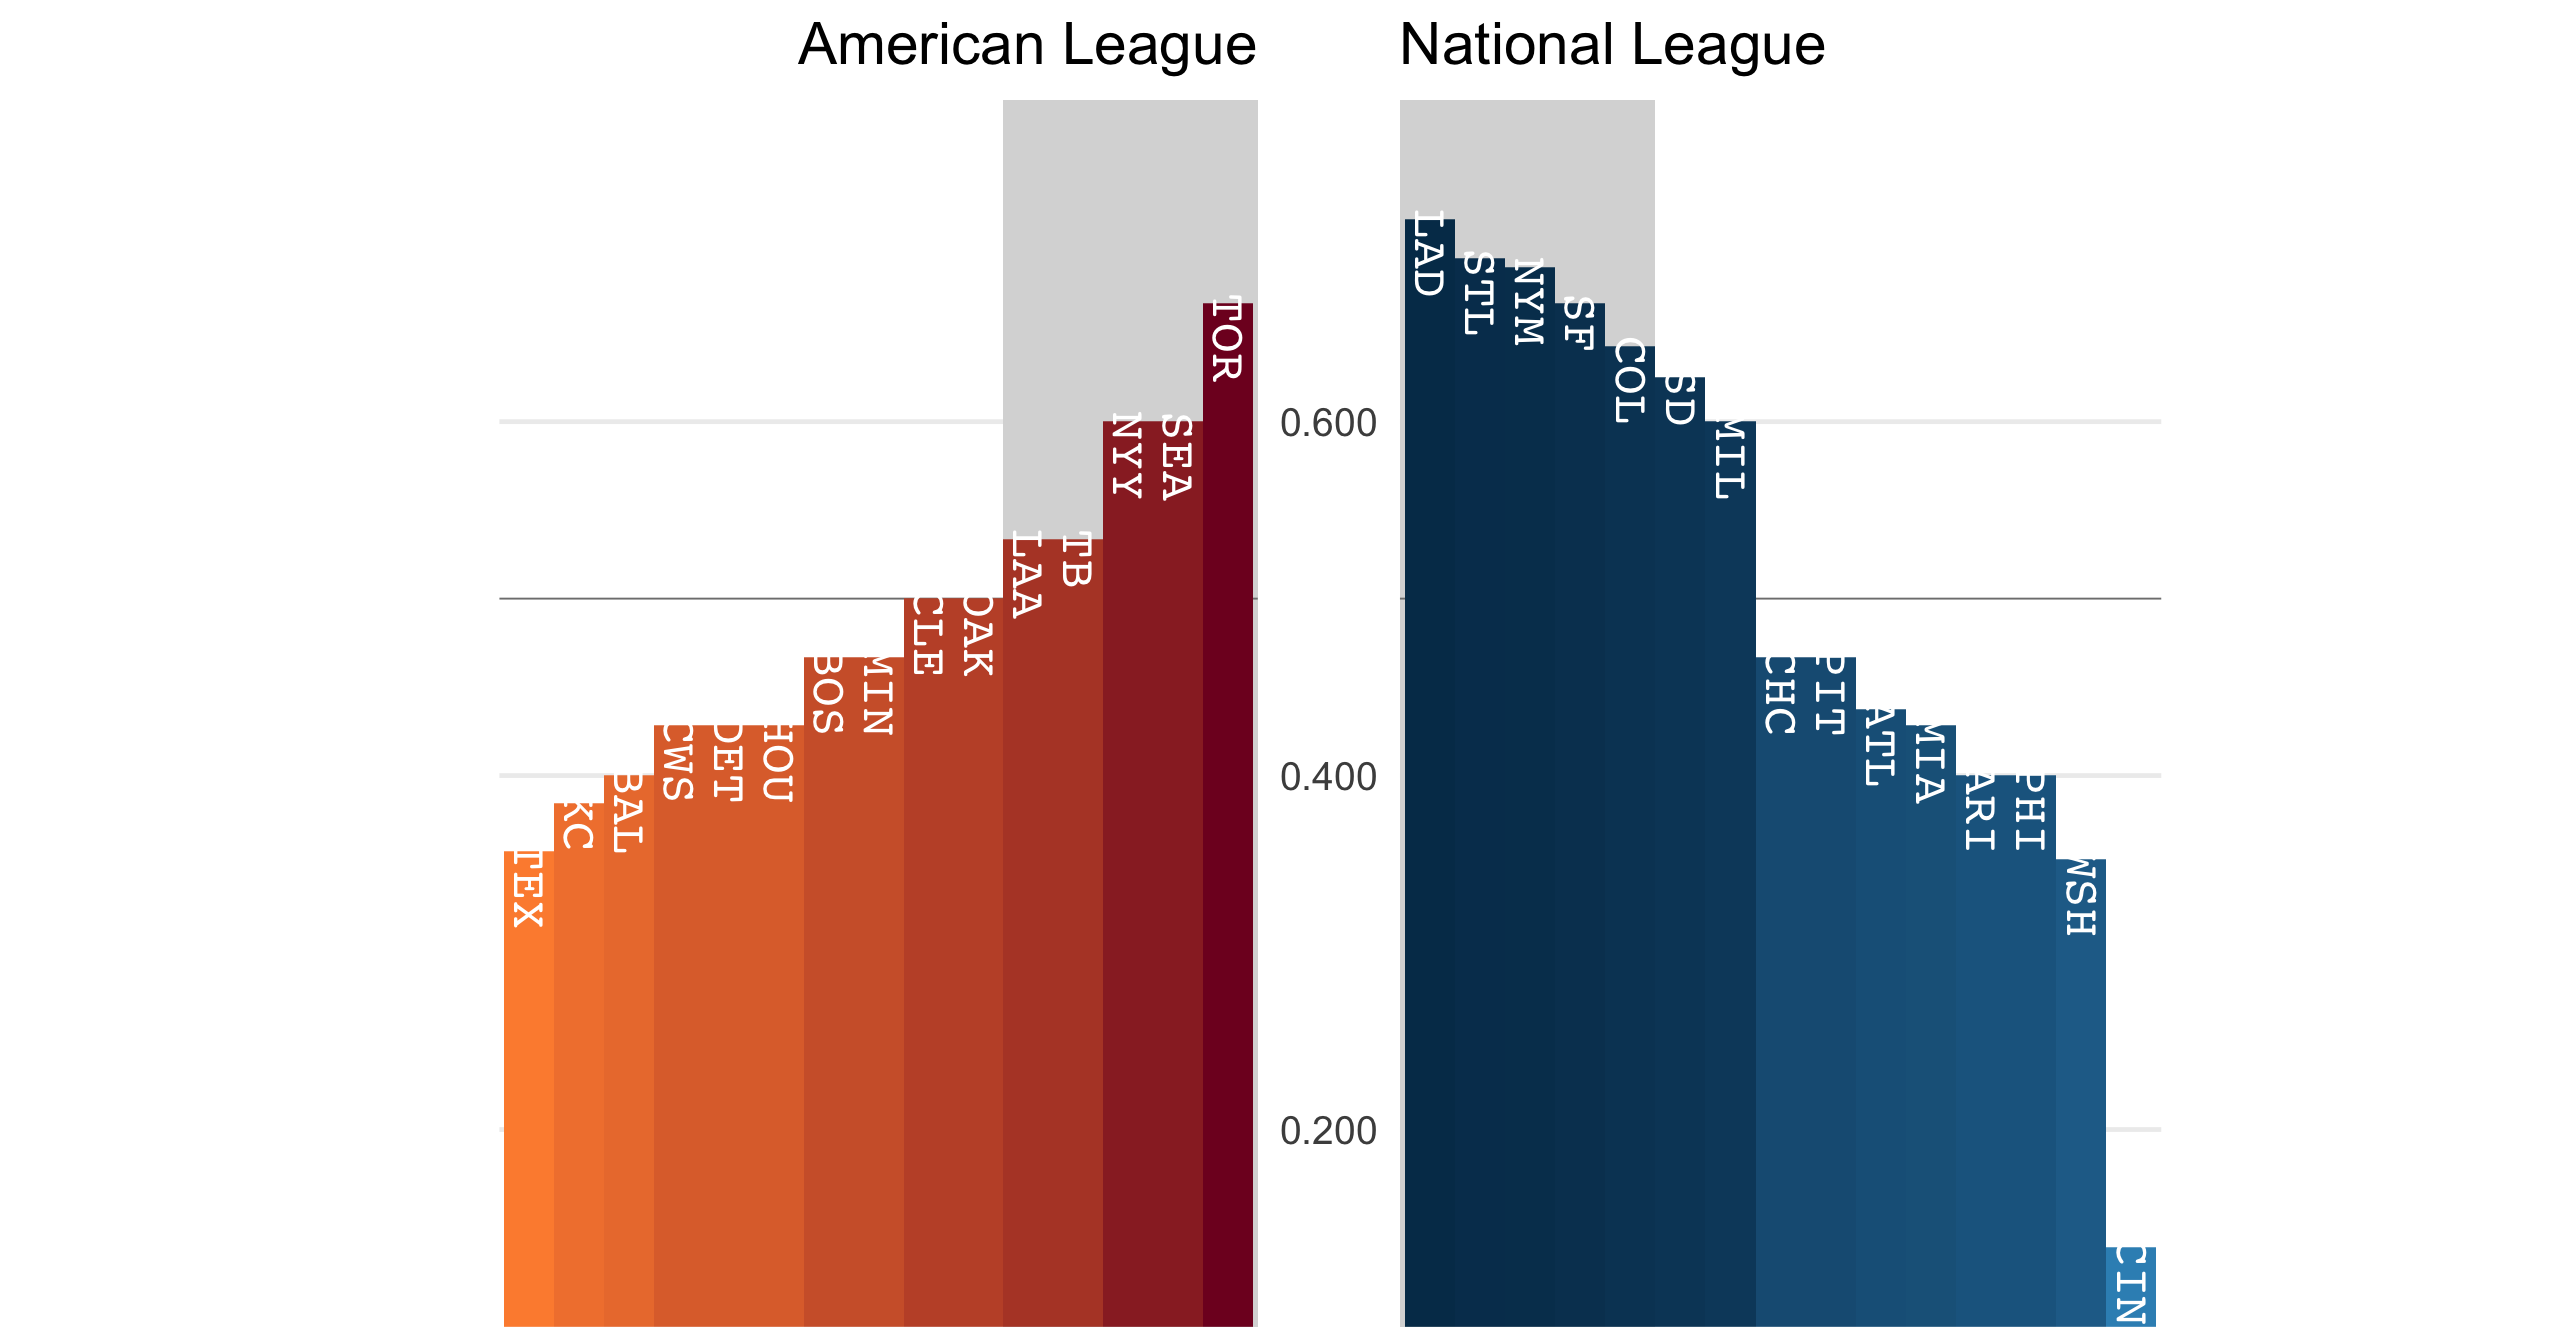 American League
National League
LAD
STL
NYM
SF
TOR
COL
SD
0.600
NYY
SEA
MIL
LAA
TB
CLE
OAK
BOS
MIN
CHC
PIT
ATL
CWS
DET
HOU
MIA
0.400
BAL
ARI
PHI
KC
TEX
WSH
0.200
CIN